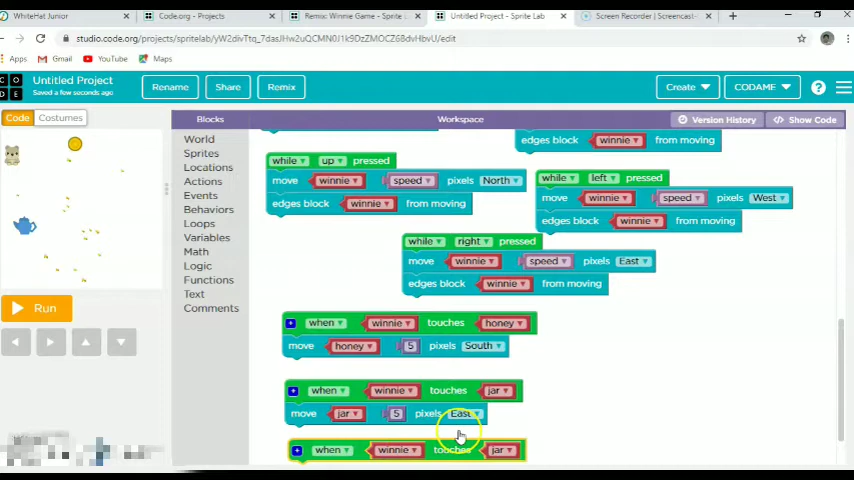 WhiteHat Junior
Code.org - Projects
Remix: Winnie Game - Sprite L
Untitled Project - Sprite Lab
Screen Recorder | Screencast-
studio.code.org/projects/spritelab/
Apps
Gmail
YouTube
Maps
C O
D E
Untitled Project
Saved a few seconds ago
Rename
Share
Remix
Create
CODAME
?
Code
Costumes
Blocks
Workspace
Version History
Show Code
World
Sprites
Locations
Actions
Events
Behaviors
Loops
Variables
Math
Logic
Functions
Text
Comments
edges block winnie from moving
while up pressed
move winnie speed pixels North
edges block winnie from moving
while left pressed
move winnie speed pixels West
edges block winnie from moving
while right pressed
move winnie speed pixels East
edges block winnie from moving
when winnie touches honey
move honey 5 pixels South
when winnie touches jar
move jar 5 pixels East
when winnie touches jar
Run